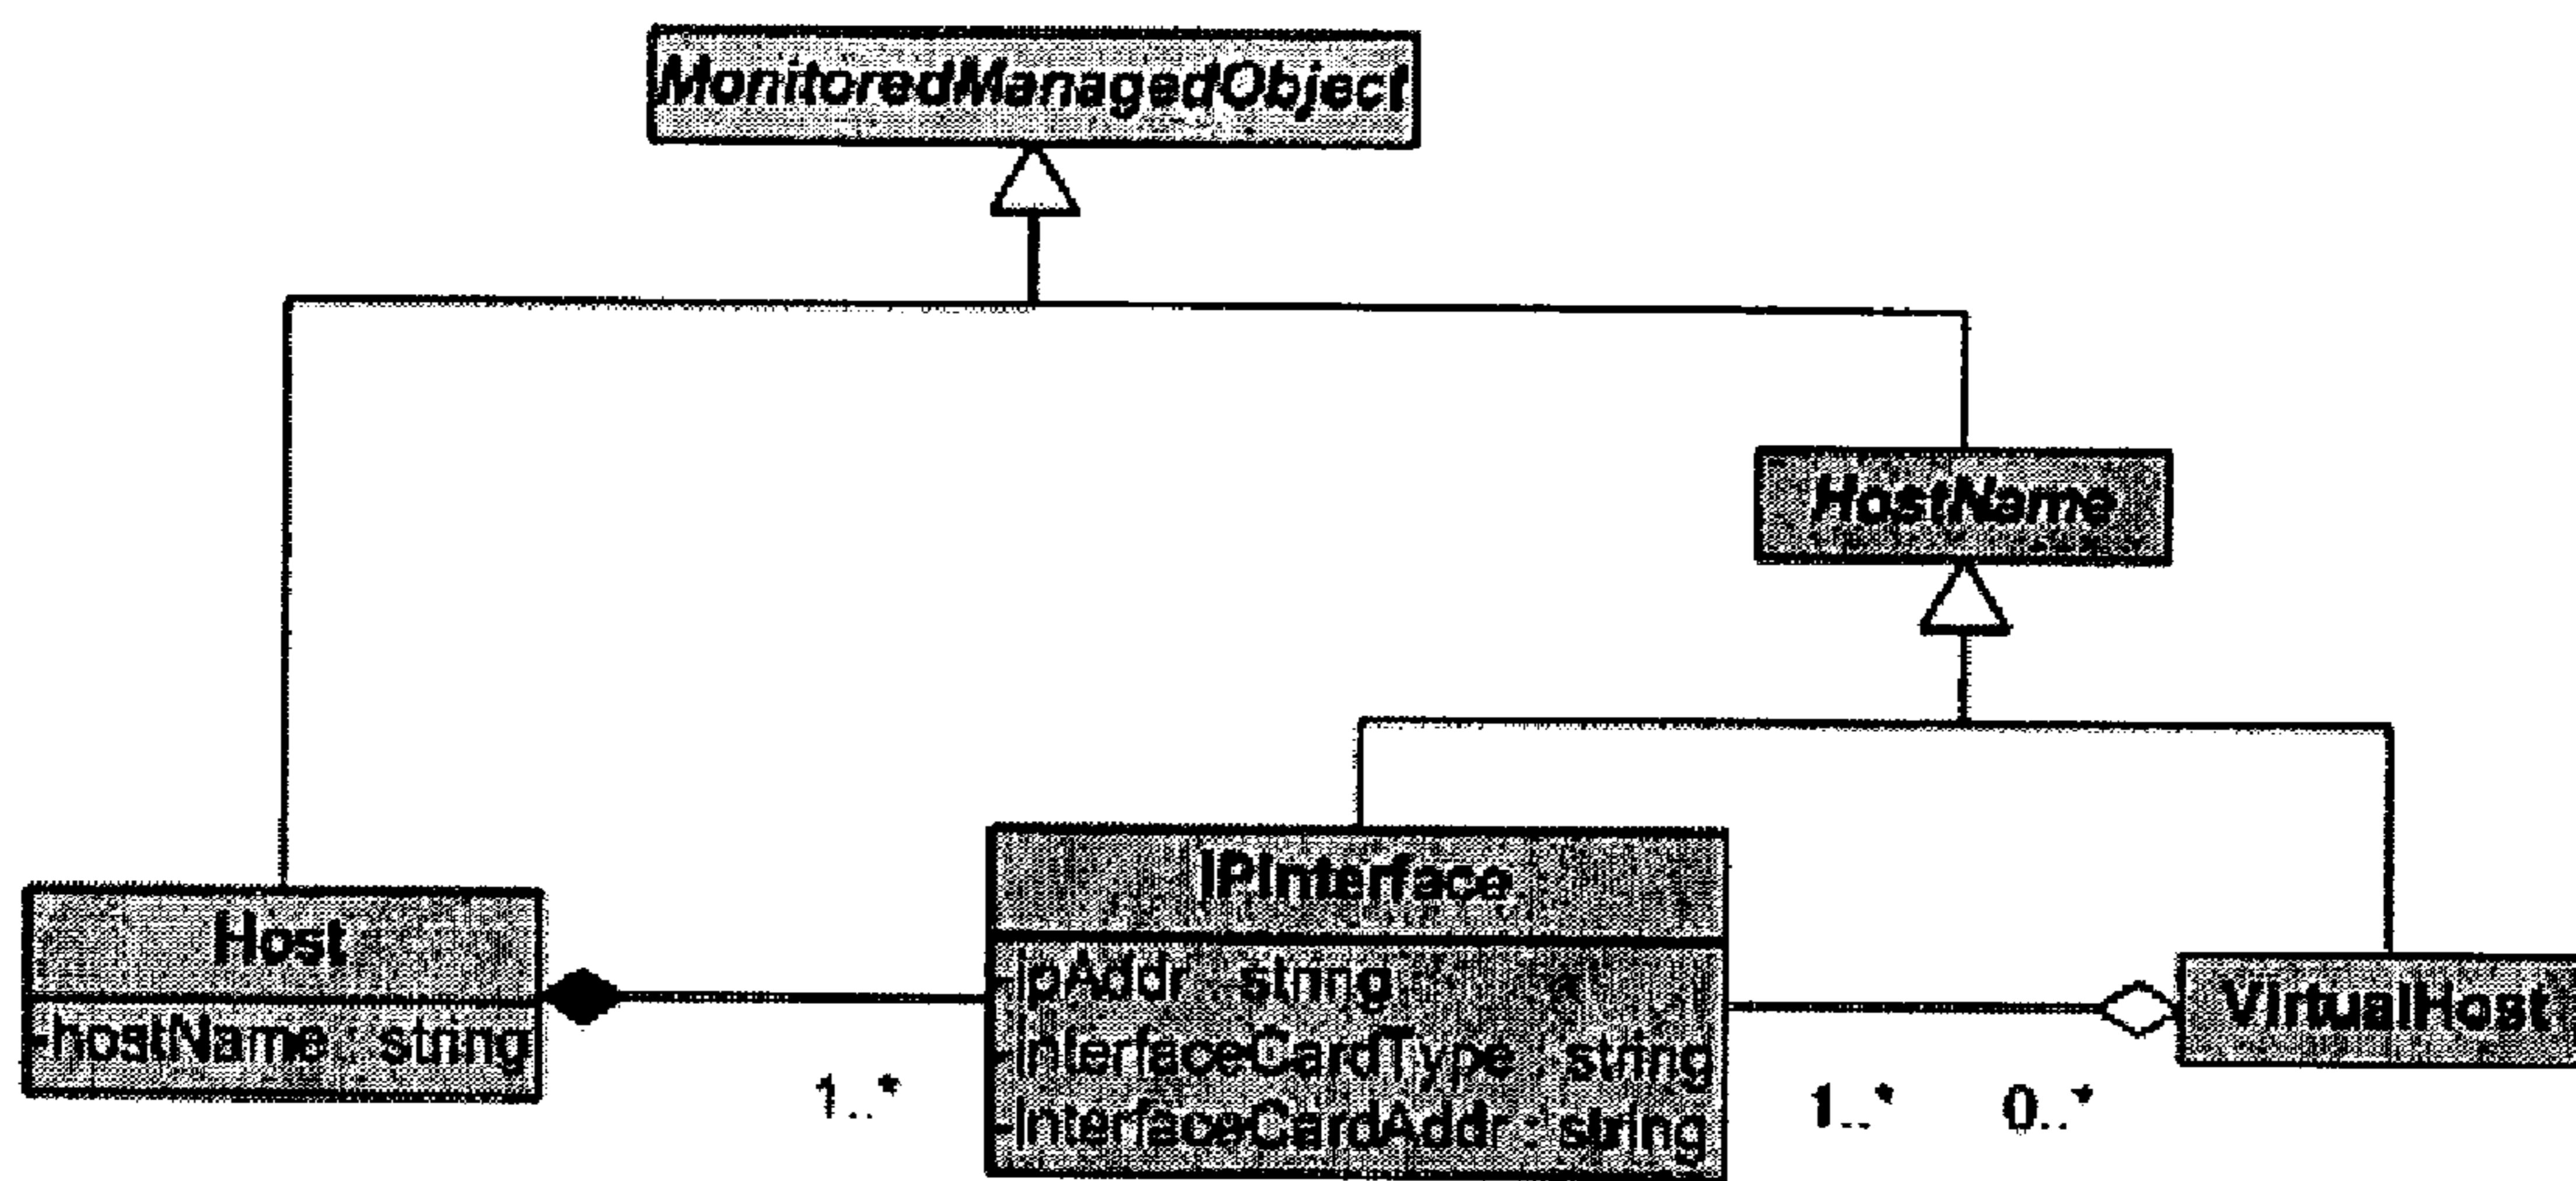 MonitoredManagedObject
HostName
IPInterface
Host
-ipAddr : string
VirtualHost
-hostName : string
-InterfaceCardType : string
1..*
1..*
0..*
-InterfaceCardAddr : string